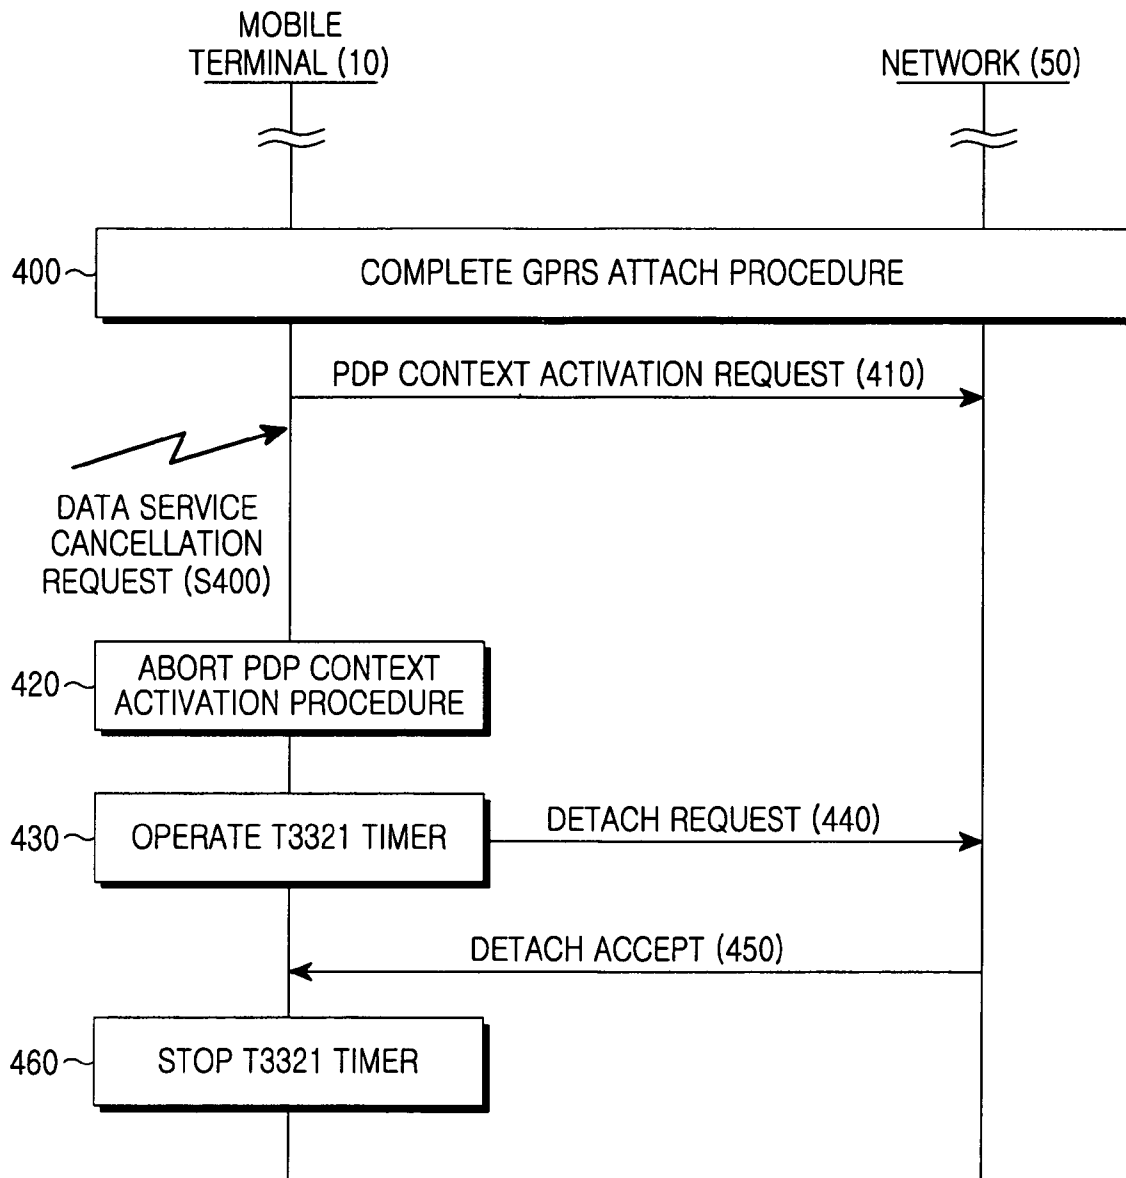 MOBILE
TERMINAL (10)
NETWORK (50)
400
COMPLETE GPRS ATTACH PROCEDURE
PDP CONTEXT ACTIVATION REQUEST (410)
DATA SERVICE
CANCELLATION
REQUEST (S400)
420
ABORT PDP CONTEXT
ACTIVATION PROCEDURE
430
OPERATE T3321 TIMER
DETACH REQUEST (440)
DETACH ACCEPT (450)
460
STOP T3321 TIMER